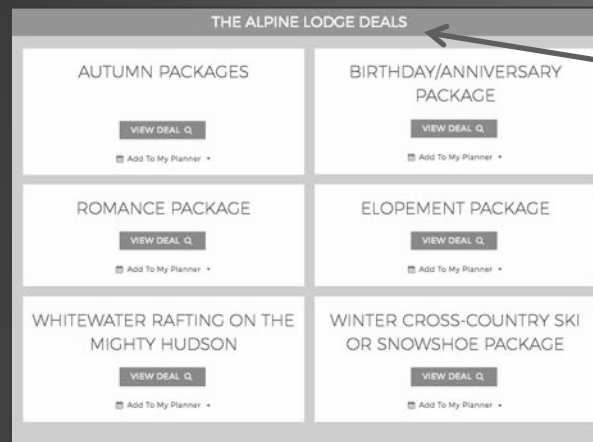 THE ALPINE LODGE DEALS
AUTUMN PACKAGES
VIEW DEAL
Add To My Planner
BIRTHDAY/ANNIVERSARY
PACKAGE
VIEW DEAL
Add To My Planner
ROMANCE PACKAGE
VIEW DEAL
Add To My Planner
ELOPEMENT PACKAGE
VIEW DEAL
Add To My Planner
WHITEWATER RAFTING ON THE
MIGHTY HUDSON
VIEW DEAL
Add To My Planner
WINTER CROSS-COUNTRY SKI
OR SNOWSHOE PACKAGE
VIEW DEAL
Add To My Planner